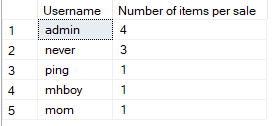 Username Number of items per sale
1 admin 4
2 never 3
3 ping 1
4 mhboy 1
5 mom 1